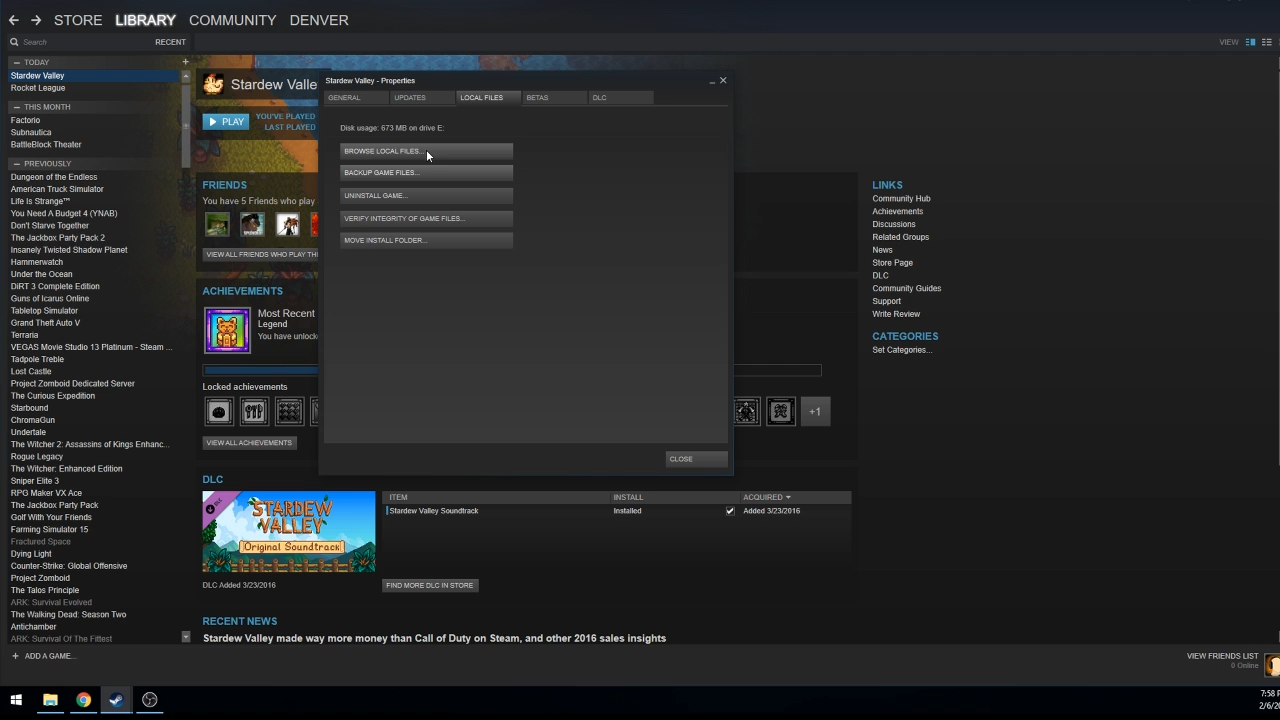 STORE LIBRARY COMMUNITY DENVER
Search RECENT VIEW
— TODAY +
Stardew Valley
Rocket League
— THIS MONTH
Factorio
Subnautica
BattleBlock Theater
— PREVIOUSLY
Dungeon of the Endless
American Truck Simulator
Life Is Strange™
You Need A Budget 4 (YNAB)
Don't Starve Together
The Jackbox Party Pack 2
Insanely Twisted Shadow Planet
Hammerwatch
Under the Ocean
DiRT 3 Complete Edition
Guns of Icarus Online
Tabletop Simulator
Grand Theft Auto V
Terraria
VEGAS Movie Studio 13 Platinum - Steam ...
Tadpole Treble
Lost Castle
Project Zomboid Dedicated Server
The Curious Expedition
Starbound
ChromaGun
Undertale
The Witcher 2: Assassins of Kings Enhanc...
Rogue Legacy
The Witcher: Enhanced Edition
Sniper Elite 3
RPG Maker VX Ace
The Jackbox Party Pack
Golf With Your Friends
Farming Simulator 15
Fractured Space
Dying Light
Counter-Strike: Global Offensive
Project Zomboid
The Talos Principle
ARK: Survival Evolved
The Walking Dead: Season Two
Antichamber
ARK: Survival Of The Fittest
+ ADD A GAME...
Stardew Valle
PLAY
YOU'VE PLAYED
LAST PLAYED
FRIENDS
You have 5 Friends who play
VIEW ALL FRIENDS WHO PLAY THI
ACHIEVEMENTS
Most Recent
Legend
You have unlock
Locked achievements
+1
VIEW ALL ACHIEVEMENTS
Stardew Valley - Properties
GENERAL UPDATES LOCAL FILES BETAS DLC
Disk usage: 673 MB on drive E:
BROWSE LOCAL FILES...
BACKUP GAME FILES...
UNINSTALL GAME...
VERIFY INTEGRITY OF GAME FILES...
MOVE INSTALL FOLDER...
CLOSE
DLC
DLC
STARDEW
VALLEY
Original Soundtrack
DLC Added 3/23/2016
ITEM INSTALL ACQUIRED
Stardew Valley Soundtrack Installed Added 3/23/2016
FIND MORE DLC IN STORE
RECENT NEWS
Stardew Valley made way more money than Call of Duty on Steam, and other 2016 sales insights
LINKS
Community Hub
Achievements
Discussions
Related Groups
News
Store Page
DLC
Community Guides
Support
Write Review
CATEGORIES
Set Categories...
VIEW FRIENDS LIST
0 Online
7:58 P
2/6/20